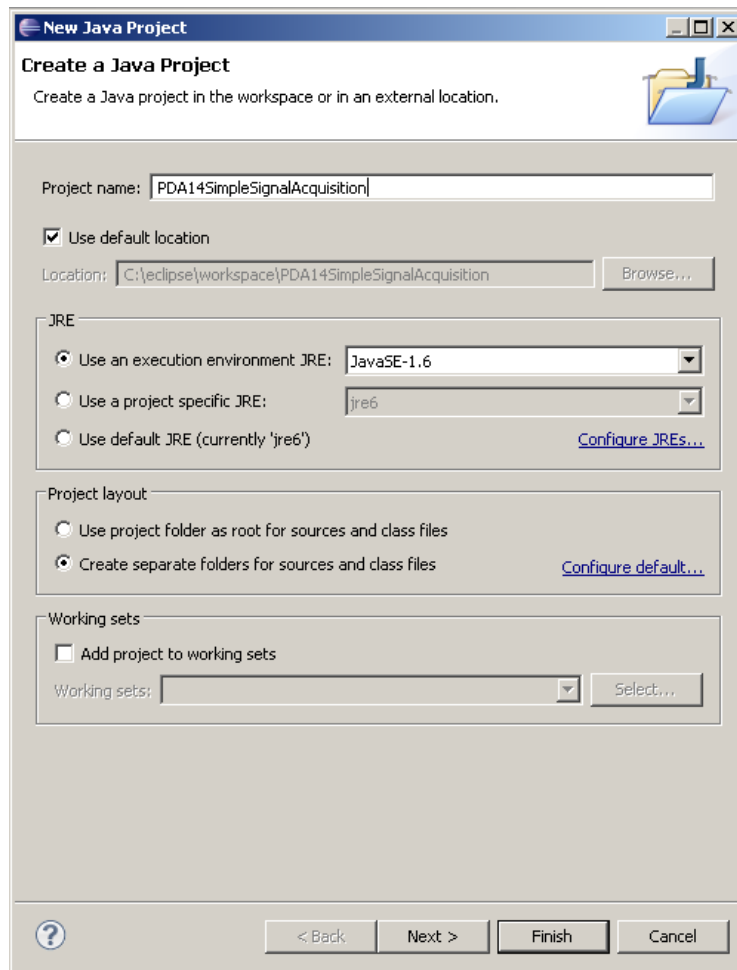 New Java Project
Create a Java Project
Create a Java project in the workspace or in an external location.
Project name: PDA14SimpleSignalAcquisition
Use default location
Location: C:\eclipse\workspace\PDA14SimpleSignalAcquisition Browse...
JRE
Use an execution environment JRE: JavaSE-1.6
Use a project specific JRE: jre6
Use default JRE (currently 'jre6') Configure JREs...
Project layout
Use project folder as root for sources and class files
Create separate folders for sources and class files Configure default...
Working sets
Add project to working sets
Working sets: Select...
? < Back Next > Finish Cancel